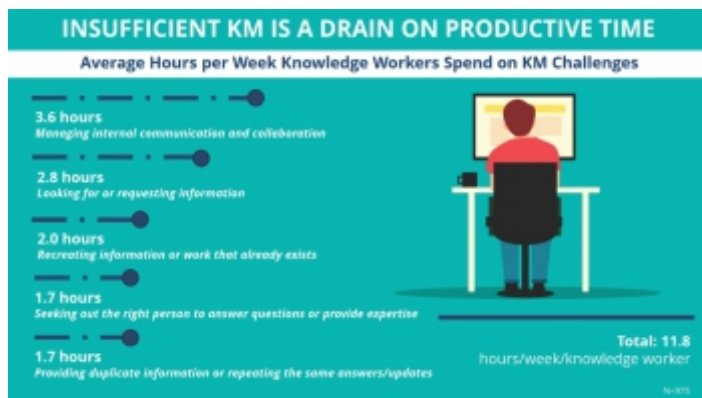 INSUFFICIENT KM IS A DRAIN ON PRODUCTIVE TIME
Average Hours per Week Knowledge Workers Spend on KM Challenges
3.6 hours
Managing internal communication and collaboration
2.8 hours
Looking for or requesting information
2.0 hours
Recreating information or work that already exists
1.7 hours
Seeking out the right person to answer questions or provide expertise
1.7 hours
Providing duplicate information or repeating the same answers/updates
Total: 11.8
hours/week/knowledge worker
N=975